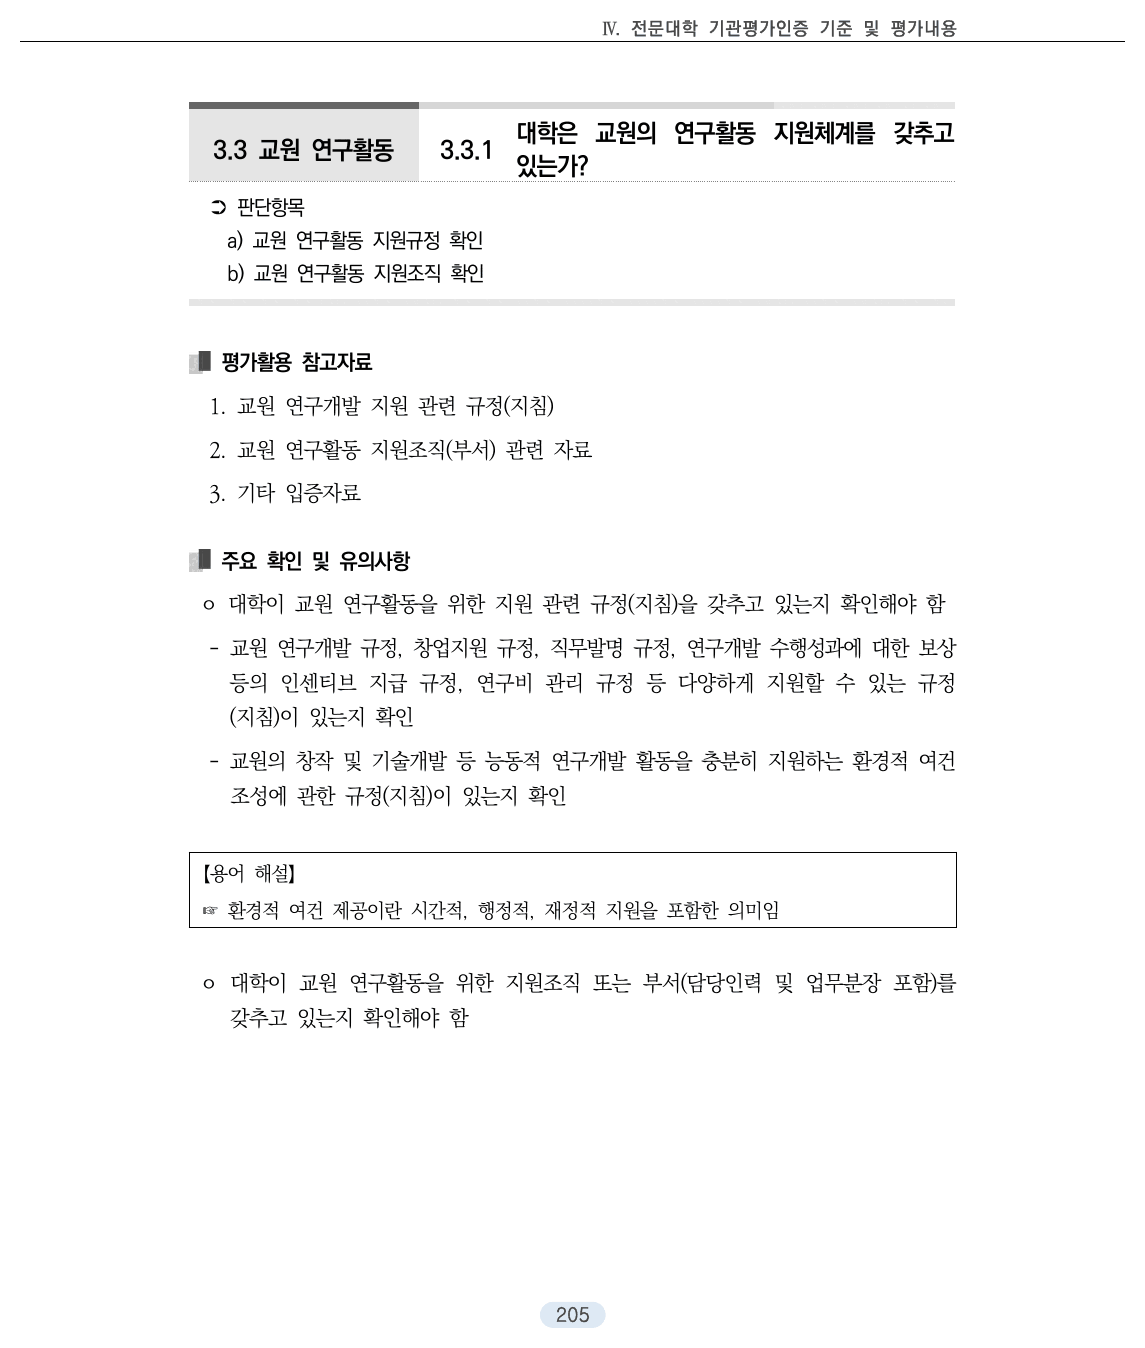 Ⅳ. 전문대학 기관평가인증 기준 및 평가내용
3.3 교원 연구활동
3.3.1
대학은 교원의 연구활동 지원체계를 갖추고
있는가?
➲ 판단항목
a) 교원 연구활동 지원규정 확인
b) 교원 연구활동 지원조직 확인
평가활용 참고자료
1. 교원 연구개발 지원 관련 규정(지침)
2. 교원 연구활동 지원조직(부서) 관련 자료
3. 기타 입증자료
주요 확인 및 유의사항
ㅇ 대학이 교원 연구활동을 위한 지원 관련 규정(지침)을 갖추고 있는지 확인해야 함
- 교원 연구개발 규정, 창업지원 규정, 직무발명 규정, 연구개발 수행성과에 대한 보상
등의 인센티브 지급 규정, 연구비 관리 규정 등 다양하게 지원할 수 있는 규정
(지침)이 있는지 확인
- 교원의 창작 및 기술개발 등 능동적 연구개발 활동을 충분히 지원하는 환경적 여건
조성에 관한 규정(지침)이 있는지 확인
【용어 해설】
☞ 환경적 여건 제공이란 시간적, 행정적, 재정적 지원을 포함한 의미임
ㅇ 대학이 교원 연구활동을 위한 지원조직 또는 부서(담당인력 및 업무분장 포함)를
갖추고 있는지 확인해야 함
205